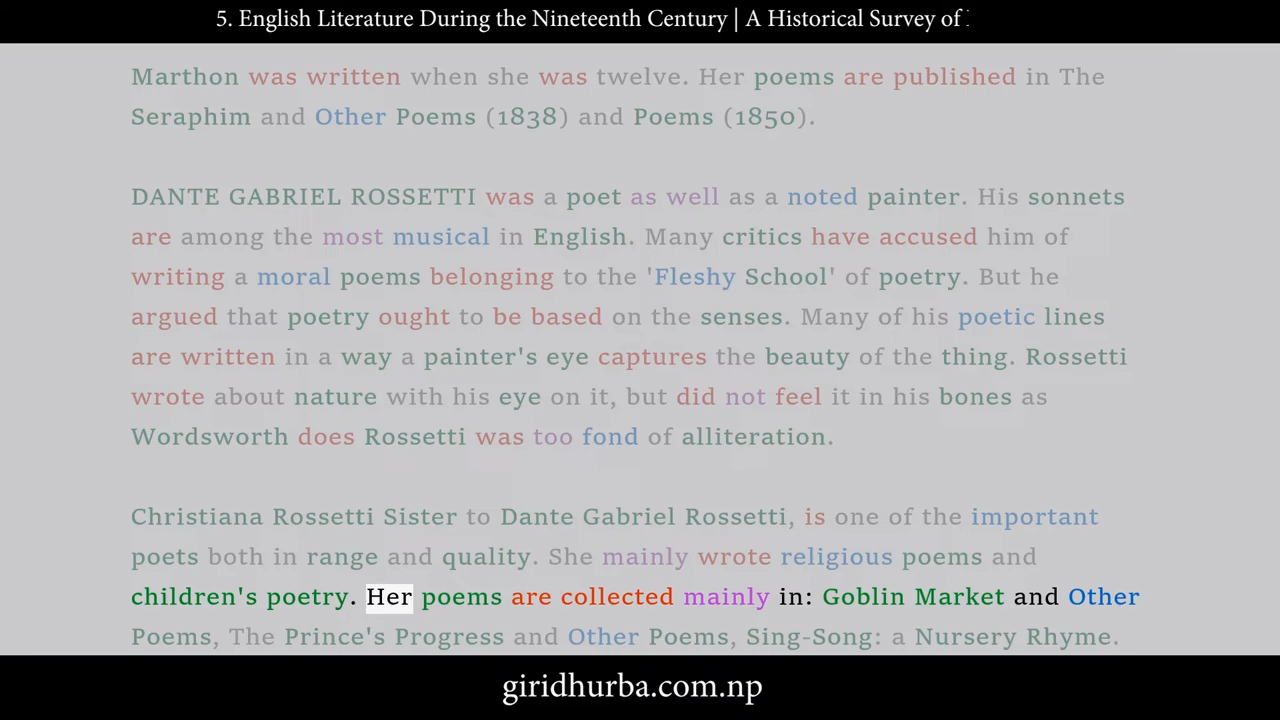 5. English Literature During the Nineteenth Century | A Historical Survey of
Marthon was written when she was twelve. Her poems are published in The
Seraphim and Other Poems (1838) and Poems (1850).
DANTE GABRIEL ROSSETTI was a poet as well as a noted painter. His sonnets
are among the most musical in English. Many critics have accused him of
writing a moral poems belonging to the 'Fleshy School' of poetry. But he
argued that poetry ought to be based on the senses. Many of his poetic lines
are written in a way a painter's eye captures the beauty of the thing. Rossetti
wrote about nature with his eye on it, but did not feel it in his bones as
Wordsworth does Rossetti was too fond of alliteration.
Christiana Rossetti Sister to Dante Gabriel Rossetti, is one of the important
poets both in range and quality. She mainly wrote religious poems and
children's poetry. Her poems are collected mainly in: Goblin Market and Other
Poems, The Prince's Progress and Other Poems, Sing-Song: a Nursery Rhyme.
giridhurba.com.np